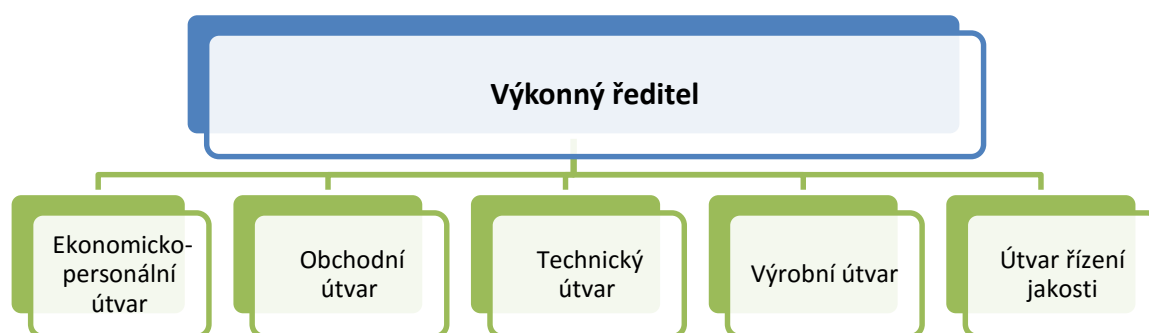 Výkonný ředitel
Ekonomicko-
personální
útvar
Obchodní
útvar
Technický
útvar
Výrobní útvar
Útvar řízení
jakosti